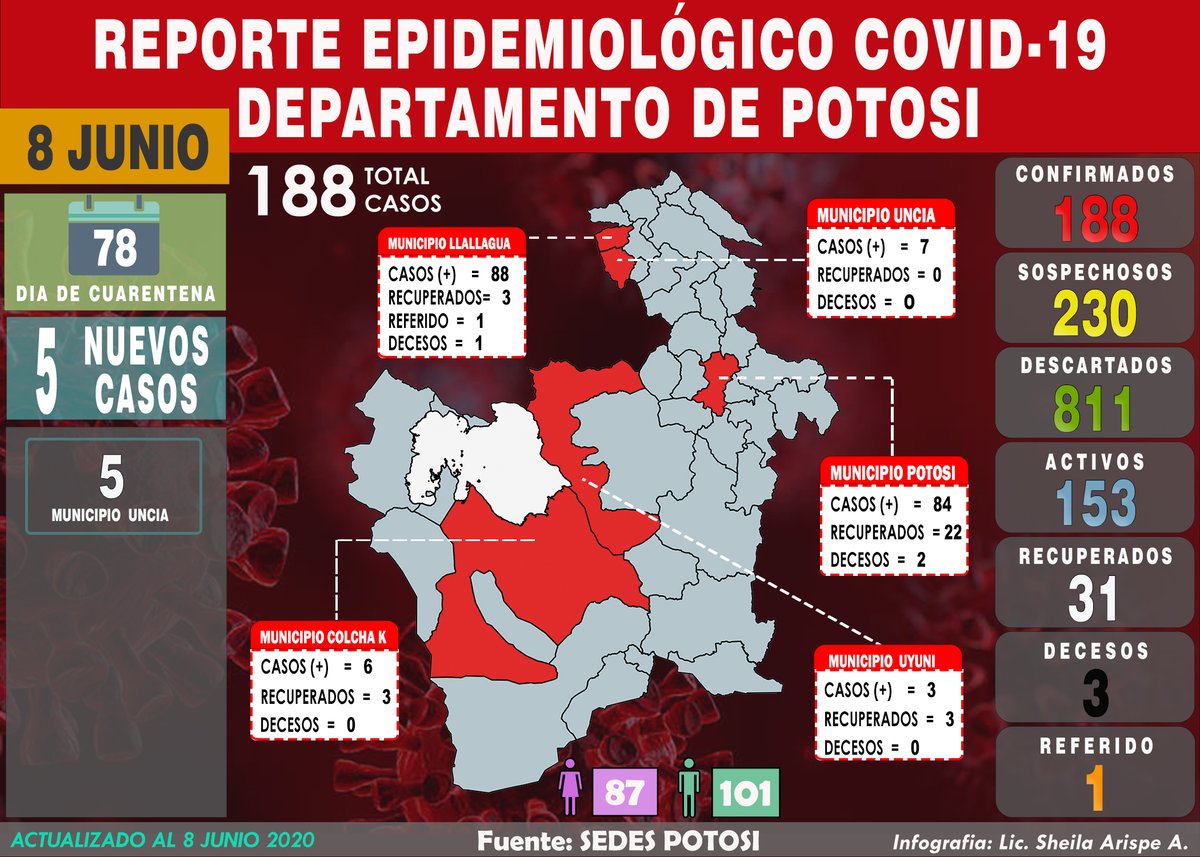 REPORTE EPIDEMIOLÓGICO COVID-19
DEPARTAMENTO DE POTOSI
8 JUNIO
78
DIA DE CUARENTENA
5 NUEVOS
CASOS
5
MUNICIPIO UNCIA
188 TOTAL
CASOS
MUNICIPIO LLALLAGUA
CASOS (+) = 88
RECUPERADOS= 3
REFERIDO = 1
DECESOS = 1
MUNICIPIO UNCIA
CASOS (+) = 7
RECUPERADOS = 0
DECESOS = 0
MUNICIPIO POTOSI
CASOS (+) = 84
RECUPERADOS = 22
DECESOS = 2
MUNICIPIO COLCHA K
CASOS (+) = 6
RECUPERADOS = 3
DECESOS = 0
MUNICIPIO UYUNI
CASOS (+) = 3
RECUPERADOS = 3
DECESOS = 0
87
101
CONFIRMADOS
188
SOSPECHOSOS
230
DESCARTADOS
811
ACTIVOS
153
RECUPERADOS
31
DECESOS
3
REFERIDO
1
ACTUALIZADO AL 8 JUNIO 2020
Fuente: SEDES POTOSI
Infografia: Lic. Sheila Arispe A.